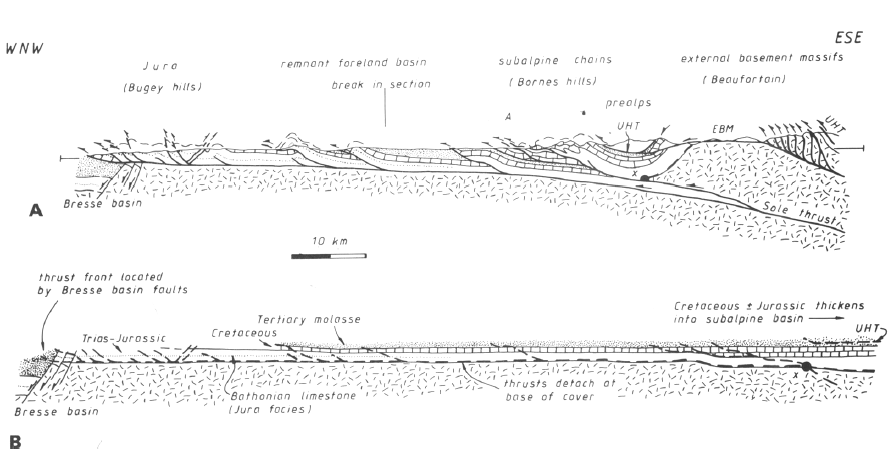 WNW
ESE
Jura
(Bugey hills)
remnant foreland basin
break in section
subalpine chains
(Bornes hills)
external basement massifs
(Beaufortain)
A
prealps
UHT
EBM
UHT
x
Bresse basin
Sole thrust
A
10 km
thrust front located
by Bresse basin faults
Trias-Jurassic
Cretaceous
Tertiary molasse
Cretaceous ± Jurassic thickens
into subalpine basin
UHT?
Bathonian limestone
(Jura facies)
thrusts detach at
base of cover
x
Bresse basin
B